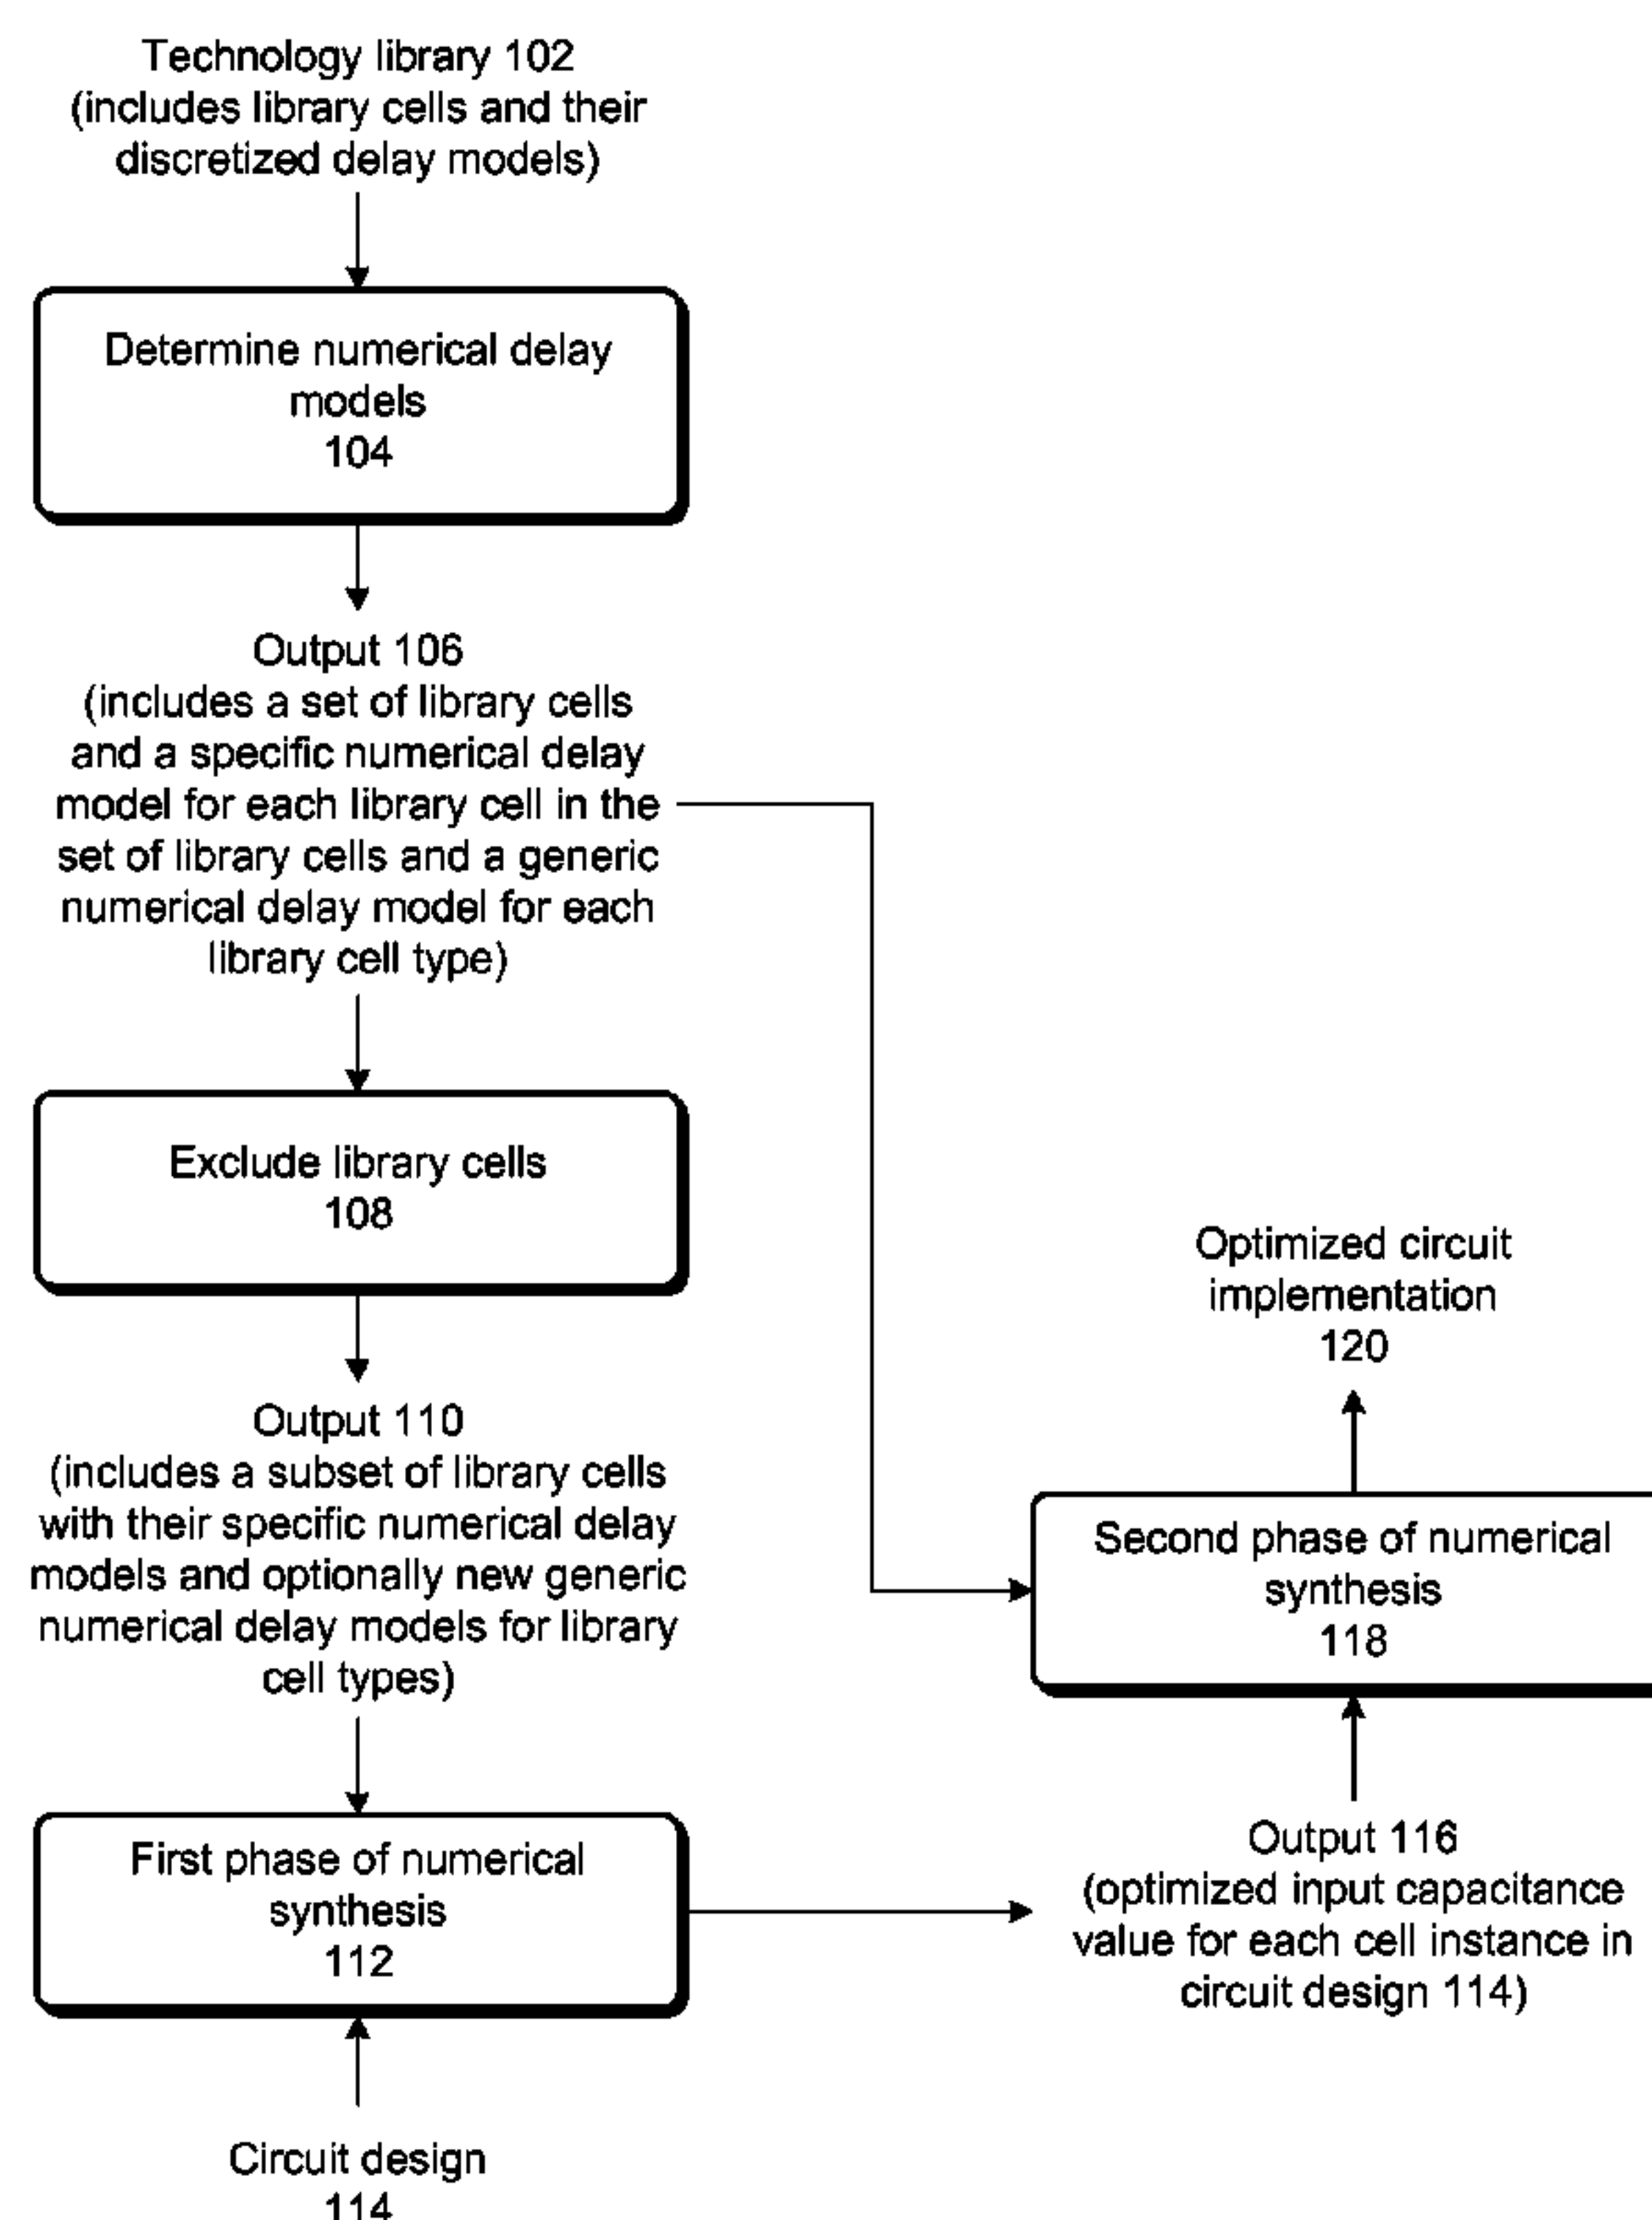 Technology library 102
(includes library cells and their
discretized delay models)
Determine numerical delay
models
104
Output 106
(includes a set of library cells
and a specific numerical delay
model for each library cell in the
set of library cells and a generic
numerical delay model for each
library cell type)
Exclude library cells
108
Output 110
(includes a subset of library cells
with their specific numerical delay
models and optionally new generic
numerical delay models for library
cell types)
First phase of numerical
synthesis
112
Circuit design
114
Optimized circuit
implementation
120
Second phase of numerical
synthesis
118
Output 116
(optimized input capacitance
value for each cell instance in
circuit design 114)